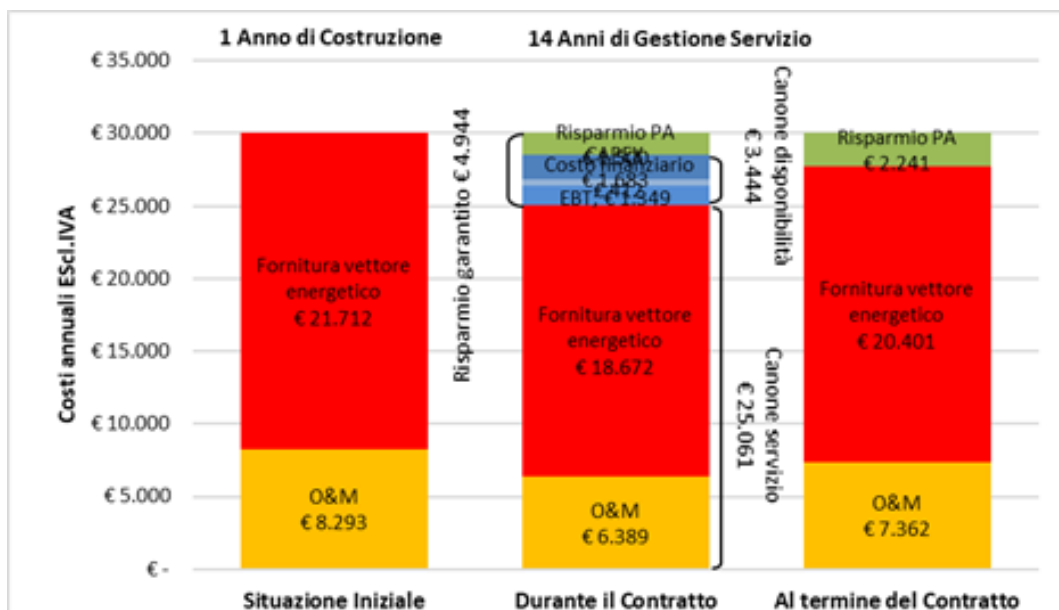 1 Anno di Costruzione
14 Anni di Gestione Servizio
Costi annuali EScl.IVA
€ 35.000
€ 30.000
€ 25.000
€ 20.000
€ 15.000
€ 10.000
€ 5.000
€ -
Fornitura vettore
energetico
€ 21.712
O&M
€ 8.293
Situazione Iniziale
Risparmio garantito € 4.944
Risparmio PA
CAPEX
Costo finanziario
€ 1.683
EBT; € 1.349
Fornitura vettore
energetico
€ 18.672
O&M
€ 6.389
Durante il Contratto
Canone disponibilità
€ 3.444
Canone servizio
€ 25.061
Risparmio PA
€ 2.241
Fornitura vettore
energetico
€ 20.401
O&M
€ 7.362
Al termine del Contratto